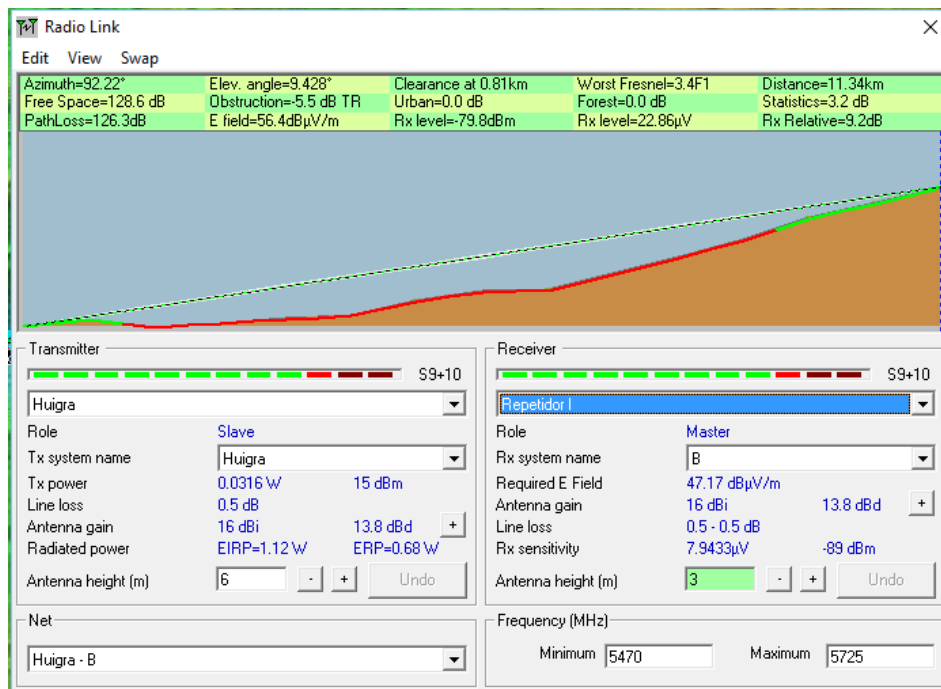 Radio Link
Edit View Swap
Azimuth=92.22° Elev. angle=9.428° Clearance at 0.81km Worst Fresnel=3.4F1 Distance=11.34km
Free Space=128.6 dB Obstruction=-5.5 dB TR Urban=0.0 dB Forest=0.0 dB Statistics=3.2 dB
PathLoss=126.3dB E field=56.4dBµV/m Rx level=-79.8dBm Rx level=22.86µV Rx Relative=9.2dB
Transmitter
S9+10
Huigra
Role Slave
Tx system name Huigra
Tx power 0.0316 W 15 dBm
Line loss 0.5 dB
Antenna gain 16 dBi 13.8 dBd +
Radiated power EIRP=1.12 W ERP=0.68 W
Antenna height (m) 6 - + Undo
Receiver
S9+10
Repetidor I
Role Master
Rx system name B
Required E Field 47.17 dBµV/m
Antenna gain 16 dBi 13.8 dBd +
Line loss 0.5 - 0.5 dB
Rx sensitivity 7.9433µV -89 dBm
Antenna height (m) 3 - + Undo
Net
Huigra - B
Frequency (MHz)
Minimum 5470 Maximum 5725